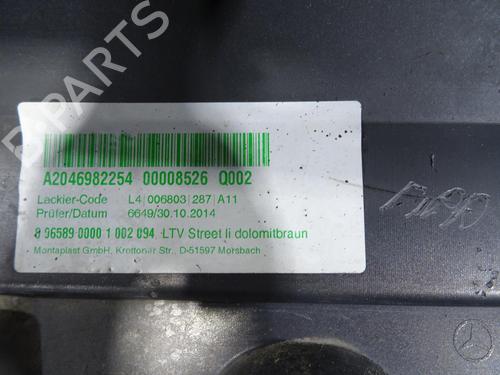 A2046982254 00008526 Q002
Lackier-Code L4 006803 287 A11
Prüfer/Datum 6649/30.10.2014
8 96589 0000 1 002 094 LTV Street li dolomitbraun
Montaplast GmbH, Krottorfer Str., D-51597 Morsbach
B-PARTS